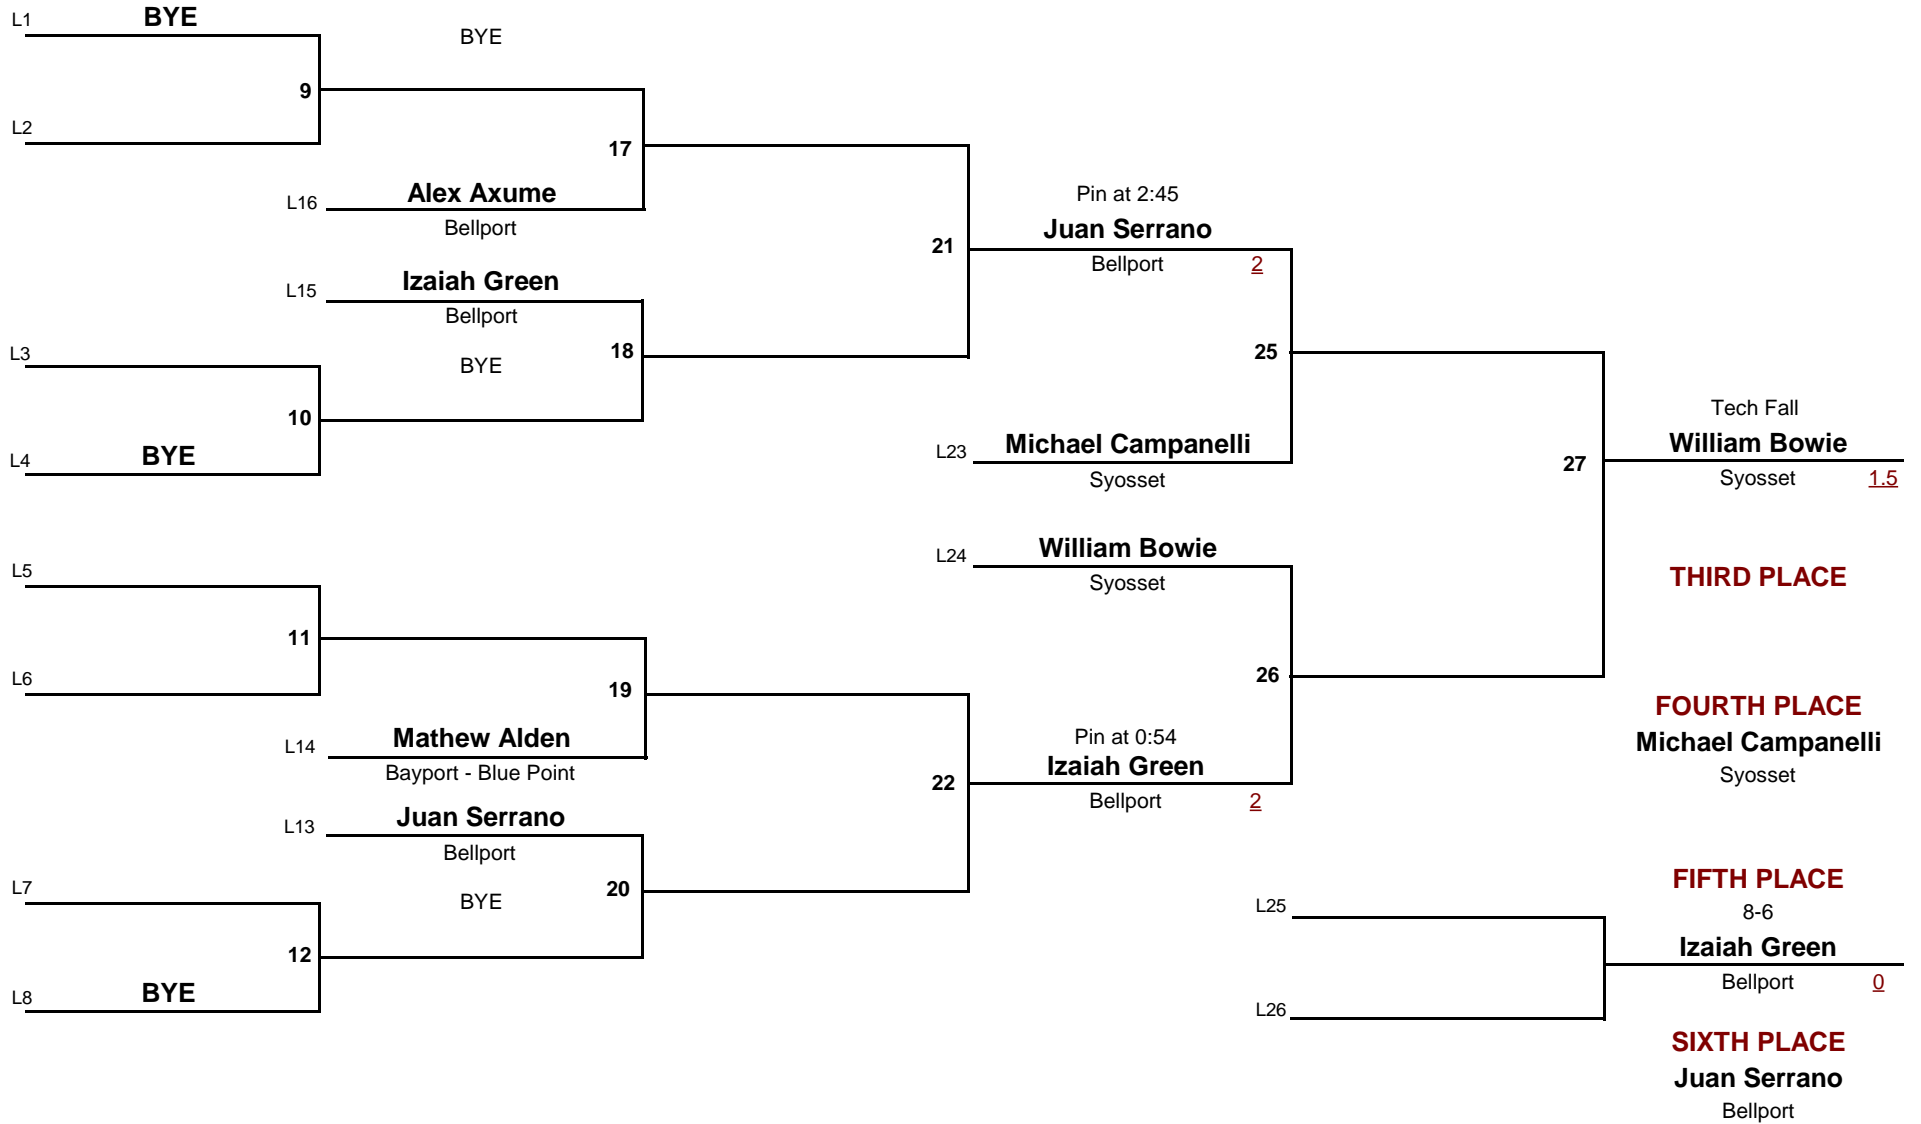 L1
BYE
BYE
9
L2
17
L16
Alex Axume
Bellport
L15
Izaiah Green
Bellport
L3
BYE
18
10
L4
BYE
21
Pin at 2:45
Juan Serrano
Bellport
2
25
L23
Michael Campanelli
Syosset
27
Tech Fall
William Bowie
Syosset
1.5
L24
William Bowie
Syosset
THIRD PLACE
L5
11
L6
19
26
L14
Mathew Alden
Bayport - Blue Point
22
Pin at 0:54
Izaiah Green
Bellport
2
FOURTH PLACE
Michael Campanelli
Syosset
L13
Juan Serrano
Bellport
L7
BYE
20
12
L8
BYE
L25
L26
FIFTH PLACE
8-6
Izaiah Green
Bellport
0
SIXTH PLACE
Juan Serrano
Bellport